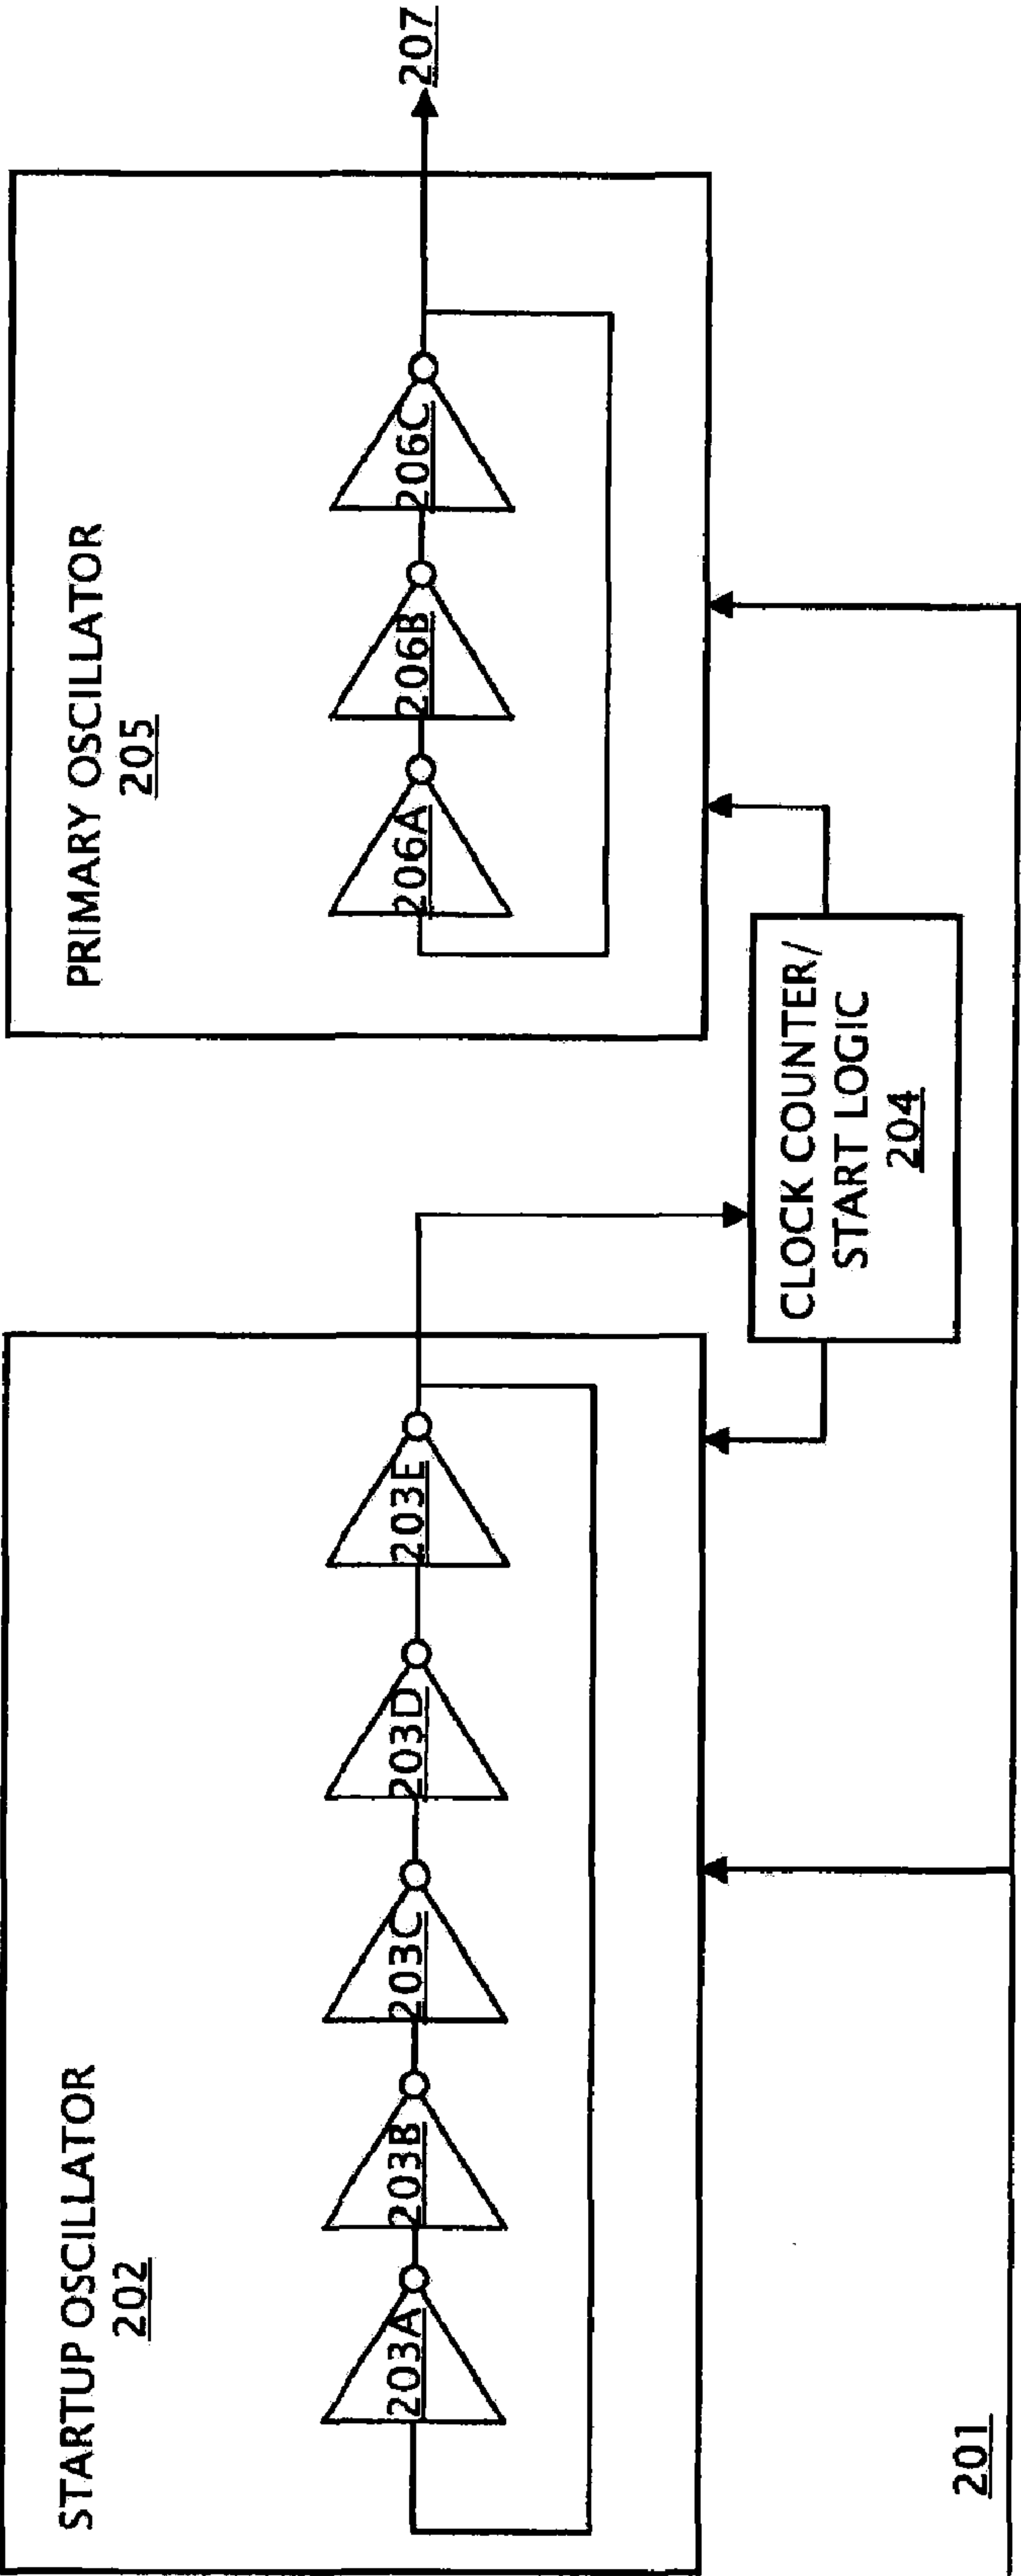 STARTUP OSCILLATOR
202
203A
203B
203C
203D
203E
PRIMARY OSCILLATOR
205
206A
206B
206C
207
CLOCK COUNTER/
START LOGIC
204
201